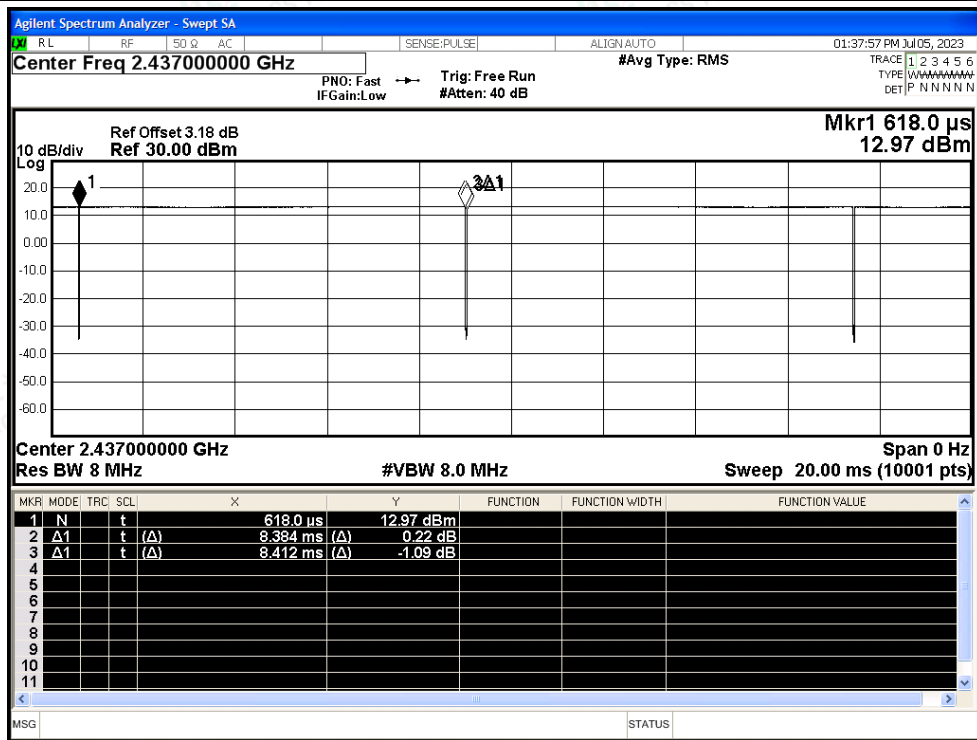 Agilent Spectrum Analyzer - Swept SA
LXI RL RF 50 Ω AC SENSE:PULSE ALIGN AUTO 01:37:57 PM Jul 05, 2023
Center Freq 2.437000000 GHz
#Avg Type: RMS
TRACE 1 2 3 4 5 6
PNO: Fast Trig: Free Run
TYPE WWWWWW
IFGain:Low #Atten: 40 dB
DET P N N N N N
Mkr1 618.0 µs
12.97 dBm
Ref Offset 3.18 dB
10 dB/div Ref 30.00 dBm
Log
1
3Δ1
20.0
10.0
0.00
-10.0
-20.0
-30.0
-40.0
-50.0
-60.0
Center 2.437000000 GHz Span 0 Hz
Res BW 8 MHz #VBW 8.0 MHz Sweep 20.00 ms (10001 pts)
MKR MODE TRC SCL X Y FUNCTION FUNCTION WIDTH FUNCTION VALUE
1 N t 618.0 µs 12.97 dBm
2 Δ1 t (Δ) 8.384 ms (Δ) 0.22 dB
3 Δ1 t (Δ) 8.412 ms (Δ) -1.09 dB
4
5
6
7
8
9
10
11
MSG STATUS